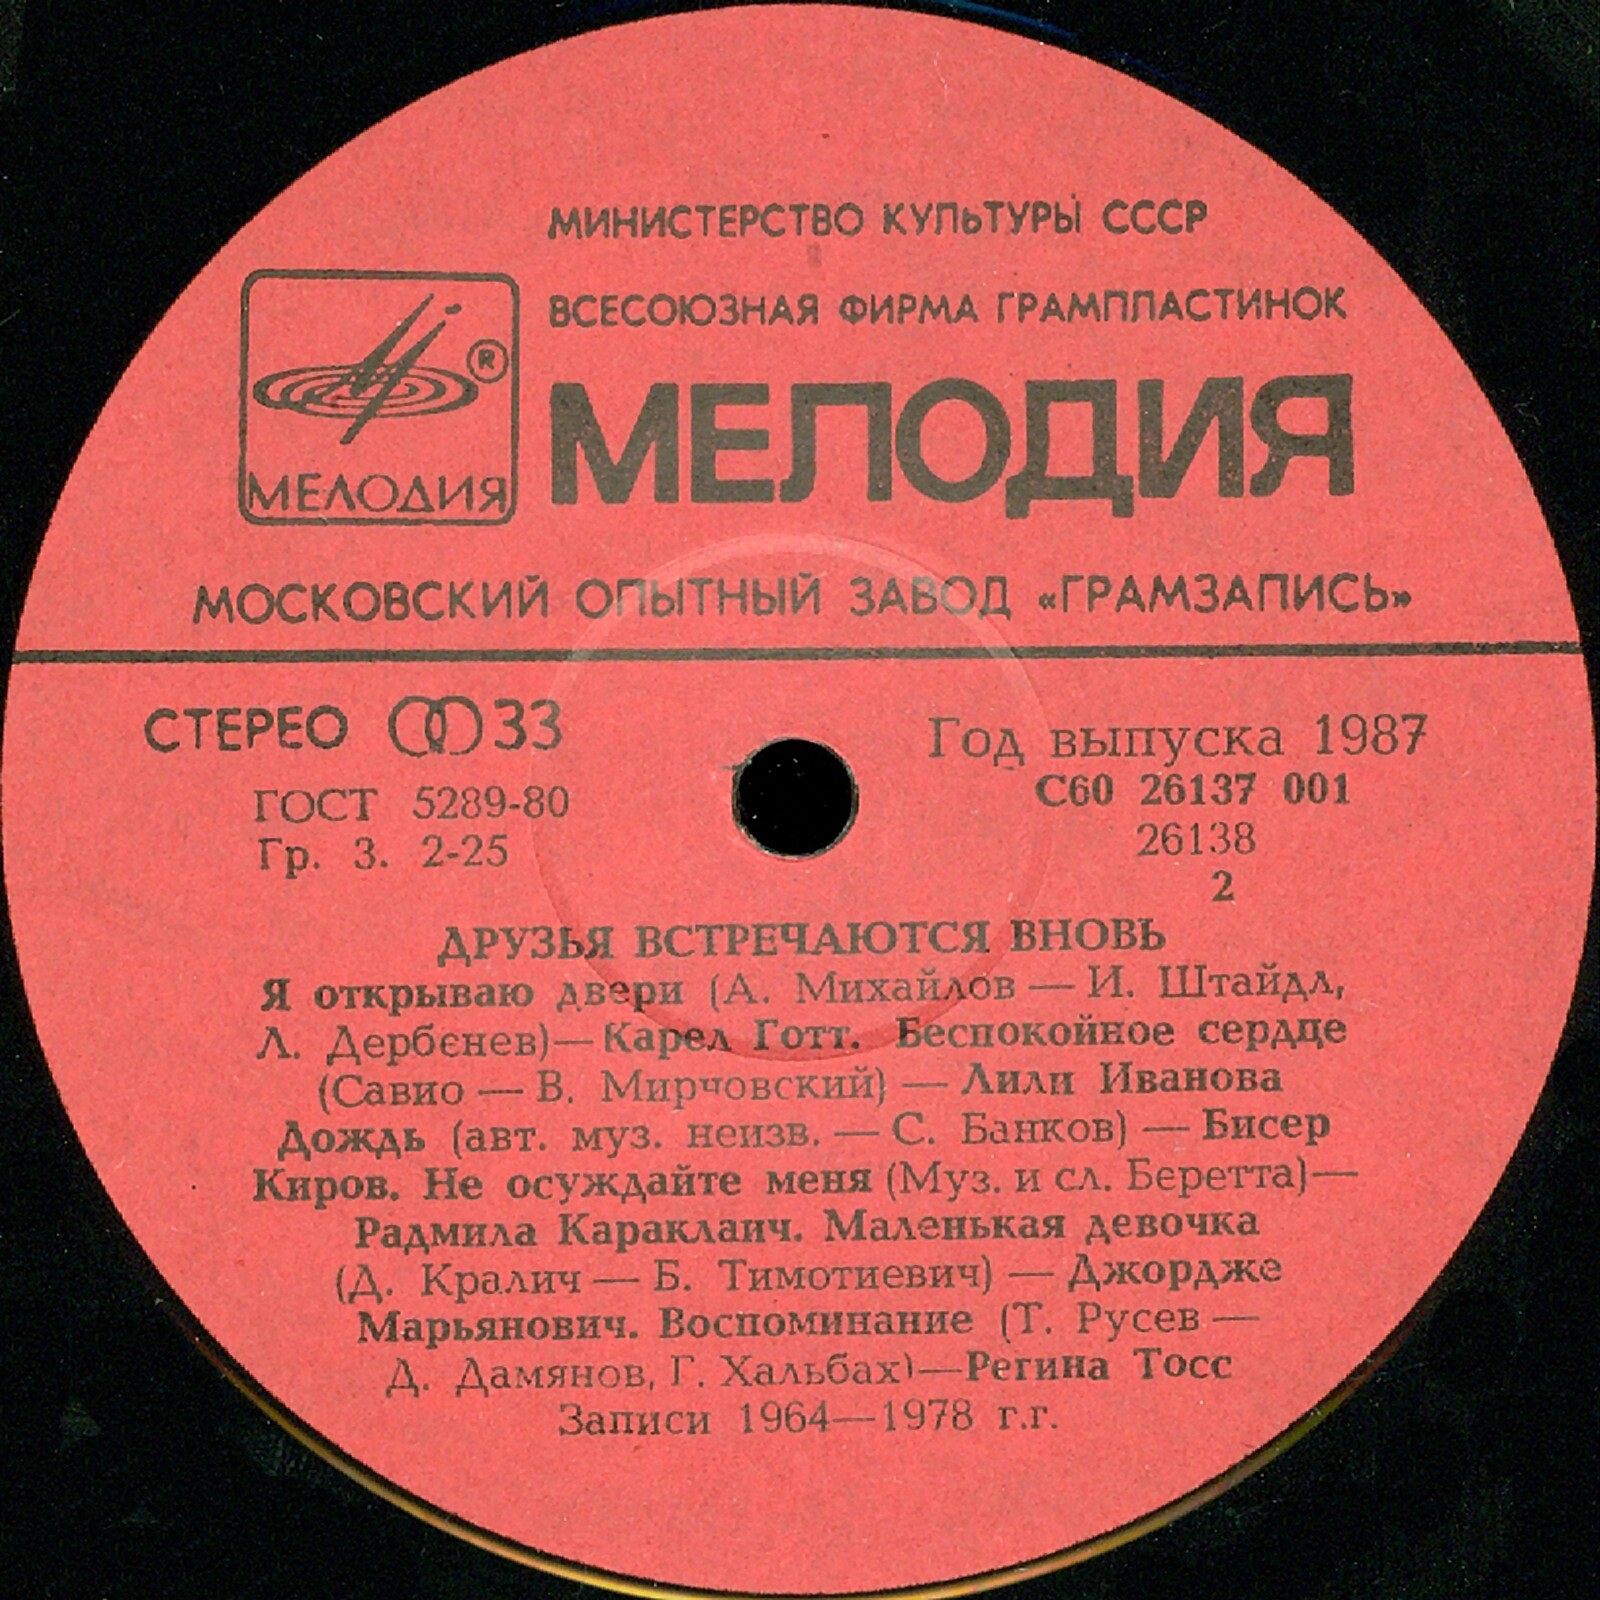 МИНИСТЕРСТВО КУЛЬТУРЫ СССР
ВСЕСОЮЗНАЯ ФИРМА ГРАМПЛАСТИНОК
®
МЕЛОДИЯ
МЕЛОДИЯ
МОСКОВСКИЙ ОПЫТНЫЙ ЗАВОД «ГРАМЗАПИСЬ»
СТЕРЕО 33
Год выпуска 1987
ГОСТ 5289-80
С60 26137 001
Гр. 3. 2-25
26138
2
ДРУЗЬЯ ВСТРЕЧАЮТСЯ ВНОВЬ
Я открываю двери (А. Михайлов — И. Штайдл,
Л. Дербенев)—Карел Готт. Беспокойное сердце
(Савио — В. Мирчовский) — Лили Иванова
Дождь (авт. муз. неизв. — С. Банков) — Бисер
Киров. Не осуждайте меня (Муз. и сл. Беретта)—
Радмила Караклаич. Маленькая девочка
(Д. Кралич — Б. Тимотиевич) — Джордже
Марьянович. Воспоминание (Т. Русев —
Д. Дамянов, Г. Хальбах)—Регина Тосс
Записи 1964—1978 г.г.